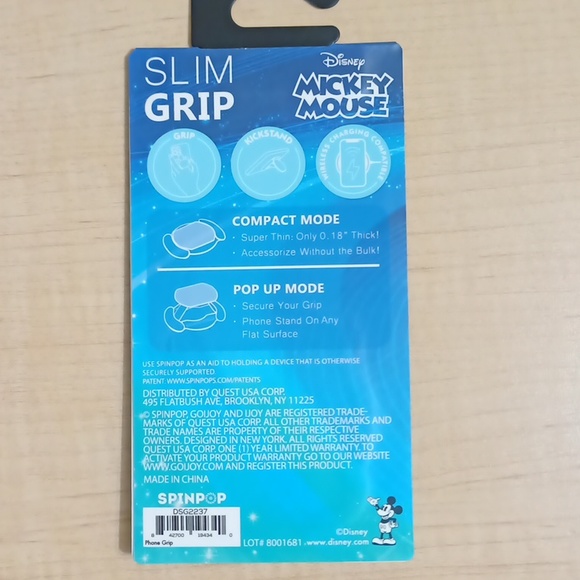 SLIM
GRIP
Disney
MICKEY
MOUSE
GRIP
KICKSTAND
WIRELESS CHARGING COMPATIBLE
COMPACT MODE
· Super Thin: Only 0.18" Thick!
· Accessorize Without the Bulk!
POP UP MODE
· Secure Your Grip
· Phone Stand On Any
Flat Surface
USE SPINPOP AS AN AID TO HOLDING A DEVICE THAT IS OTHERWISE
SECURELY SUPPORTED.
PATENT: WWW.SPINPOPS.COM/PATENTS
DISTRIBUTED BY QUEST USA CORP.
495 FLATBUSH AVE, BROOKLYN, NY 11225
© SPINPOP, GOJOY AND IJOY ARE REGISTERED TRADE-
MARKS OF QUEST USA CORP. ALL OTHER TRADEMARKS AND
TRADE NAMES ARE PROPERTY OF THEIR RESPECTIVE
OWNERS. DESIGNED IN NEW YORK. ALL RIGHTS RESERVED
QUEST USA CORP. ONE (1) YEAR LIMITED WARRANTY. TO
ACTIVATE YOUR PRODUCT WARRANTY GO TO OUR WEBSITE
WWW.GOJOY.COM AND REGISTER THIS PRODUCT.
MADE IN CHINA
SPINPOP
DSG2237
8 42700 18434 0
Phone Grip
LOT# 8001681
©Disney
www.disney.com